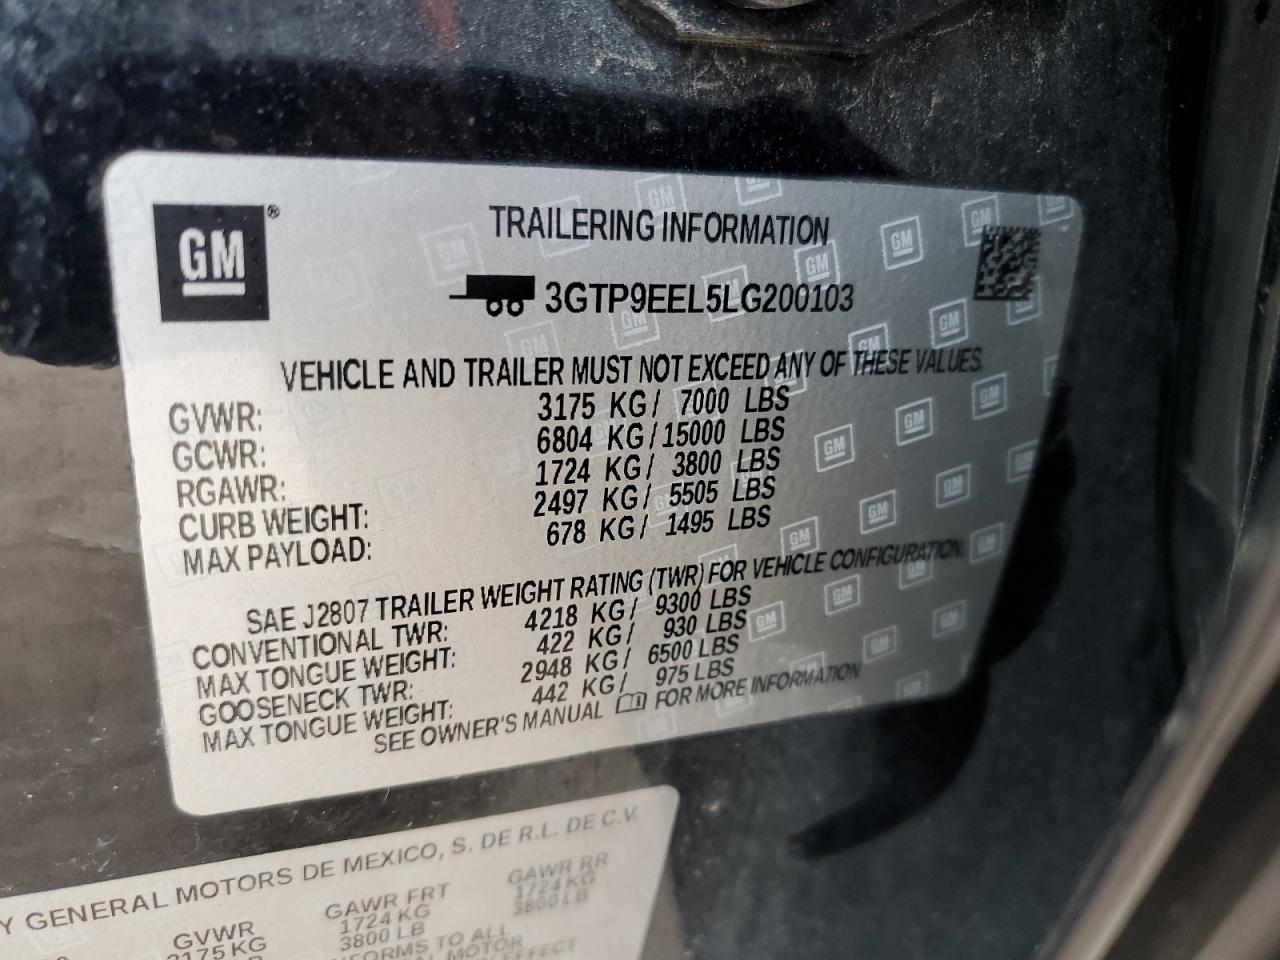 GM®
TRAILERING INFORMATION
3GTP9EEL5LG200103
VEHICLE AND TRAILER MUST NOT EXCEED ANY OF THESE VALUES.
GVWR: 3175 KG/ 7000 LBS
GCWR: 6804 KG/15000 LBS
RGAWR: 1724 KG/ 3800 LBS
CURB WEIGHT: 2497 KG/ 5505 LBS
MAX PAYLOAD: 678 KG/ 1495 LBS
SAE J2807 TRAILER WEIGHT RATING (TWR) FOR VEHICLE CONFIGURATION.
CONVENTIONAL TWR: 4218 KG/ 9300 LBS
MAX TONGUE WEIGHT: 422 KG/ 930 LBS
GOOSENECK TWR: 2948 KG/ 6500 LBS
MAX TONGUE WEIGHT: 442 KG/ 975 LBS
SEE OWNER'S MANUAL FOR MORE INFORMATION
Y GENERAL MOTORS DE MEXICO, S. DE R.L. DE C.V.
GVWR GAWR FRT GAWR RR
3175 KG 1724 KG 1724 KG
3800 LB 3800 LB
FORMS TO ALL
MOTOR
EFFECT